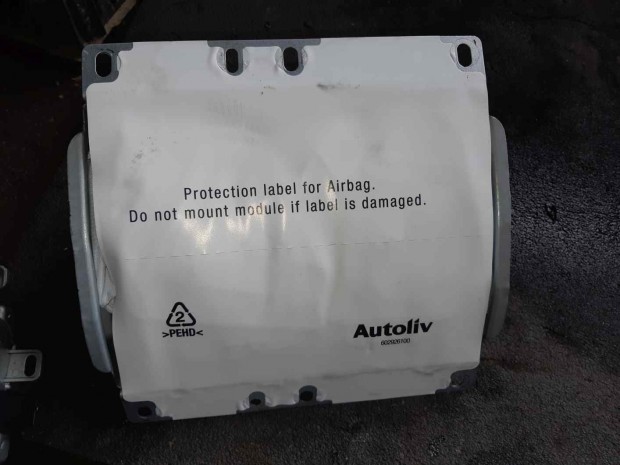 Protection label for Airbag.
Do not mount module if label is damaged.
2
>PEHD<
Autoliv